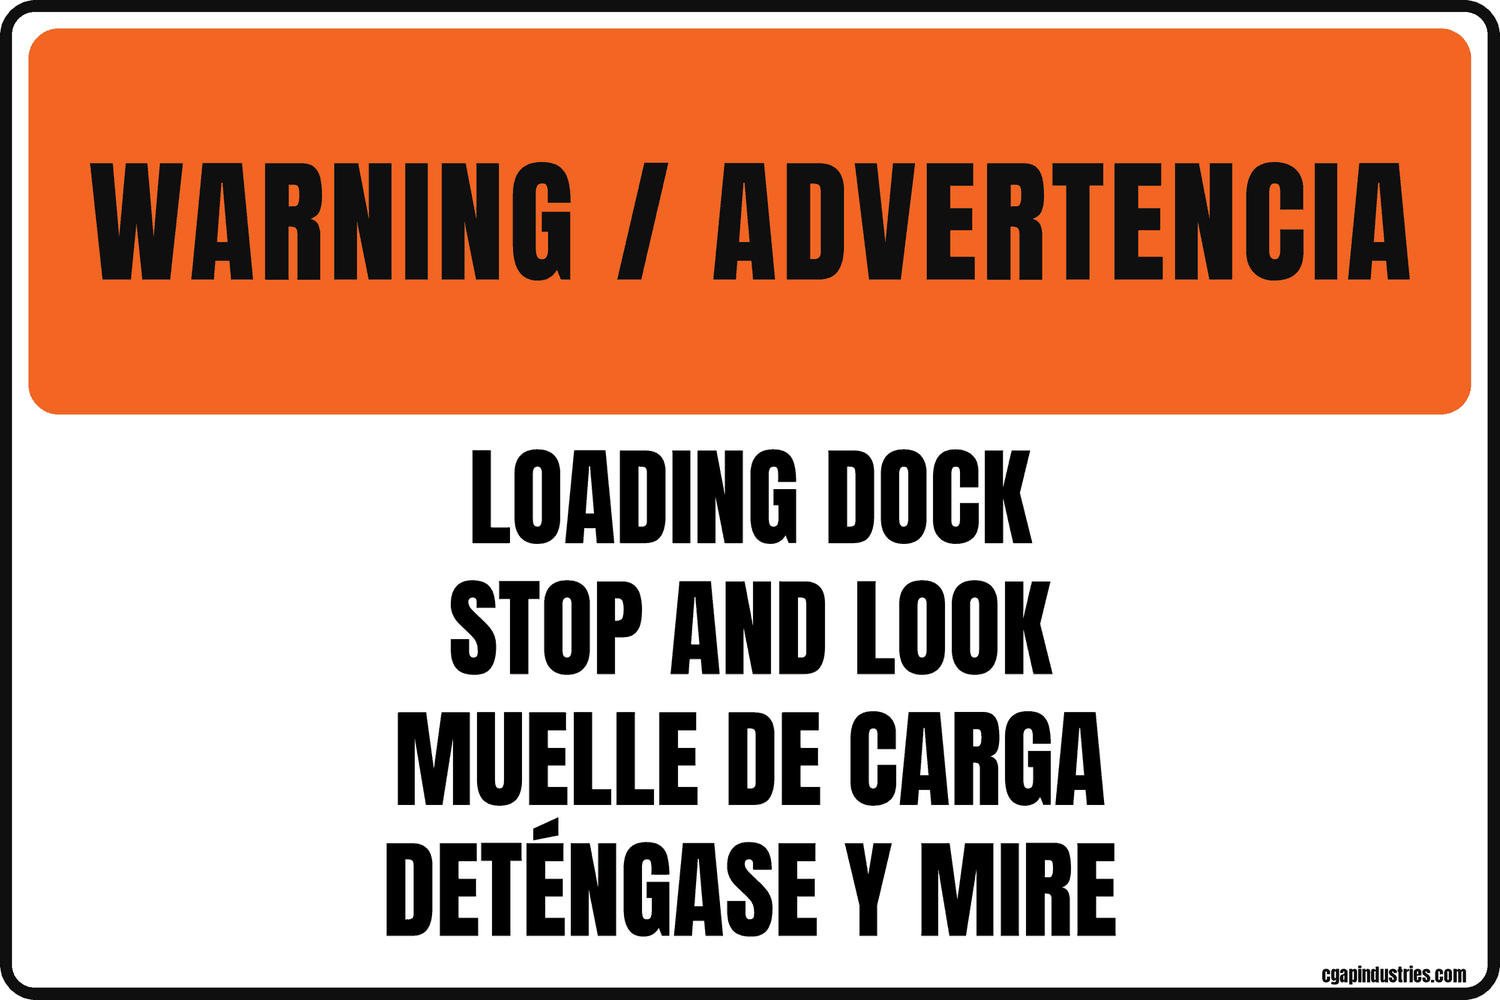 WARNING / ADVERTENCIA
LOADING DOCK
STOP AND LOOK
MUELLE DE CARGA
DETÉNGASE Y MIRE
cgapindustries.com